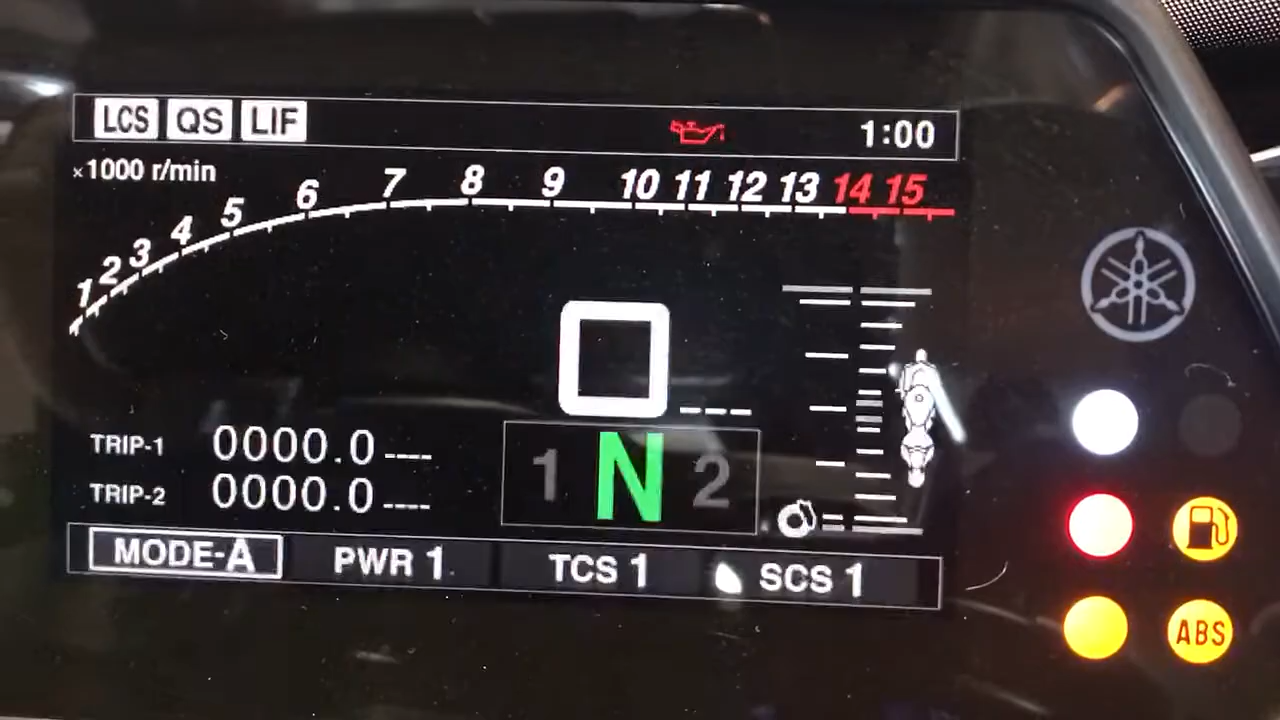 LCS QS LIF 1:00
×1000 r/min
1 2 3 4 5 6 7 8 9 10 11 12 13 14 15
0 ---
TRIP-1 0000.0 ----
TRIP-2 0000.0 ----
1 N 2
MODE-A PWR 1 TCS 1 SCS 1
ABS